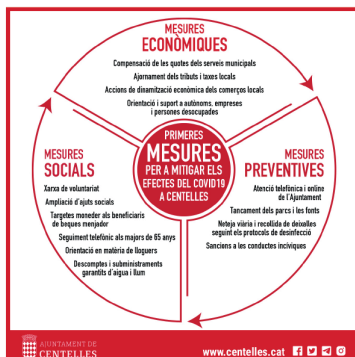 MESURES
ECONÒMIQUES
Compensació de les quotes dels serveis municipals
Ajornament dels tributs i taxes locals
Accions de dinamització econòmica dels comerços locals
Orientació i suport a autònoms, empreses
i persones desocupades
PRIMERES
MESURES
PER A MITIGAR ELS
EFECTES DEL COVID19
A CENTELLES
MESURES
SOCIALS
Xarxa de voluntariat
Ampliació d'ajuts socials
Targetes moneder als beneficiaris
de beques menjador
Seguiment telefònic als majors de 65 anys
Orientació en matèria de lloguers
Descomptes i subministraments
garantits d'aigua i llum
MESURES
PREVENTIVES
Atenció telefònica i online
de l'Ajuntament
Tancament dels parcs i les fonts
Neteja viària i recollida de deixalles
seguint els protocols de desinfecció
Sancions a les conductes incíviques
AJUNTAMENT DE
CENTELLES
www.centelles.cat